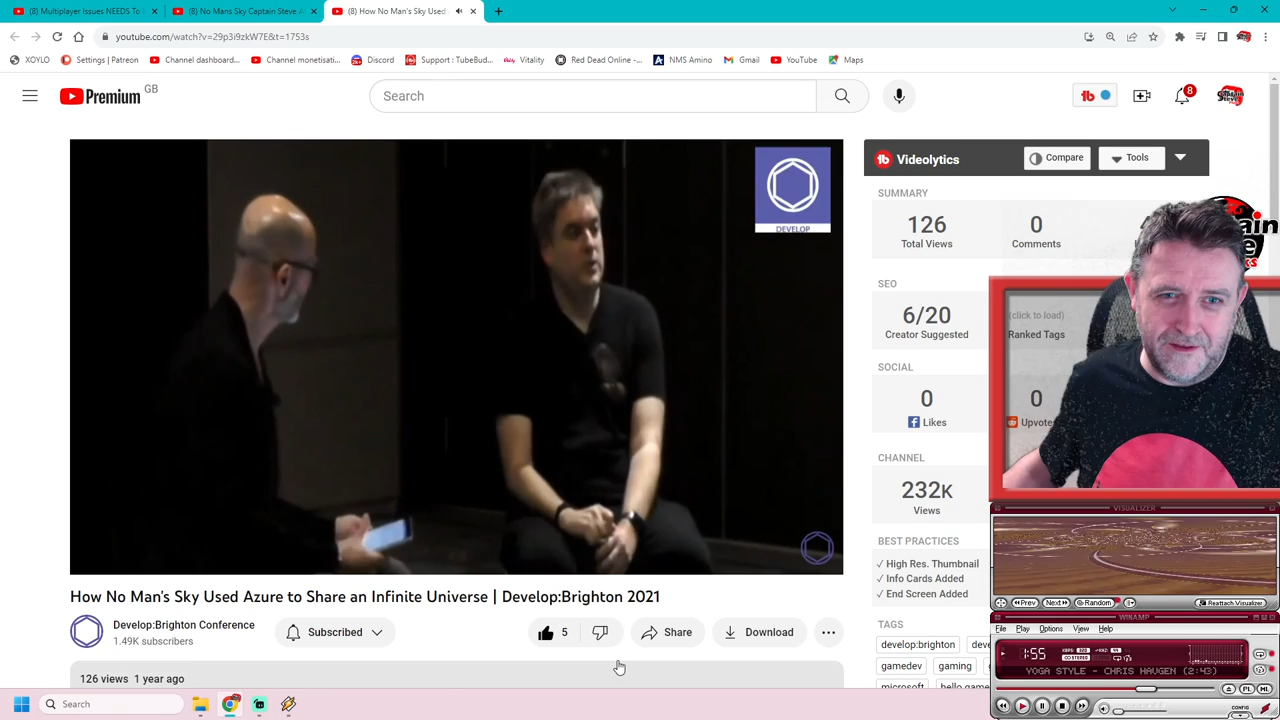 (8) Multiplayer Issues NEEDS To
(8) No Mans Sky Captain Steve
(8) How No Man's Sky Used
youtube.com/watch?v=29p3i9zkW7E&t=1753s
XOYLO
Settings | Patreon
Channel dashboard...
Channel monetisati...
Discord
Support : TubeBud...
Vitality
Red Dead Online -...
NMS Amino
Gmail
YouTube
Maps
Premium GB
Search
8
Videolytics
Compare
Tools
DEVELOP
SUMMARY
126
Total Views
0
Comments
SEO
6/20
Creator Suggested
(click to load)
Ranked Tags
SOCIAL
0
Likes
0
Upvote
CHANNEL
232K
Views
BEST PRACTICES
✓ High Res. Thumbnail
✓ Info Cards Added
✓ End Screen Added
TAGS
develop:brighton
gamedev
gaming
How No Man's Sky Used Azure to Share an Infinite Universe | Develop:Brighton 2021
Develop:Brighton Conference
1.49K subscribers
Subscribed
5
Share
Download
126 views 1 year ago
VISUALIZER
Prev
Next
Random
Reattach Visualizer
WINAMP
File Play Options View Help
1:55
STEREO
YOGA STYLE - CHRIS HAUGEN (2:43)
PL
ML
CONFIG
Search